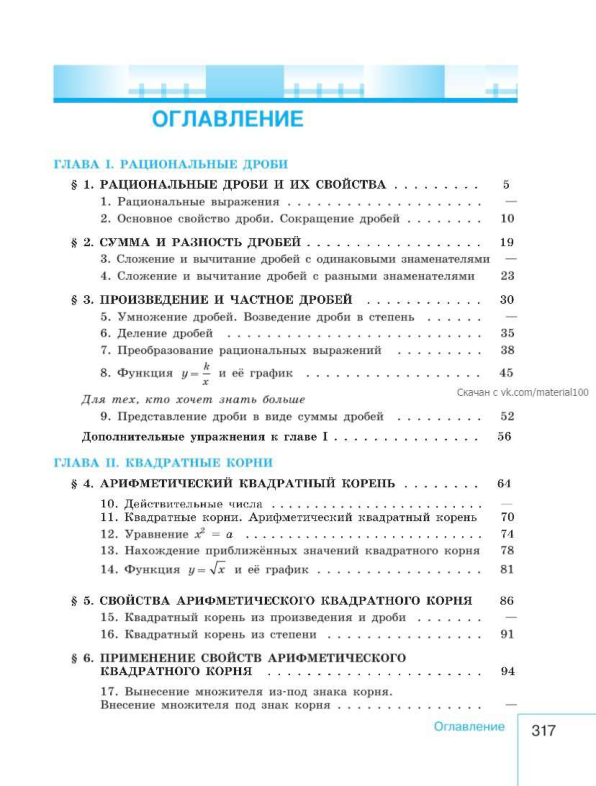 ОГЛАВЛЕНИЕ
ГЛАВА I. РАЦИОНАЛЬНЫЕ ДРОБИ
§ 1. РАЦИОНАЛЬНЫЕ ДРОБИ И ИХ СВОЙСТВА . . . . . . . . . 5
1. Рациональные выражения . . . . . . . . . . . . . . . . . . . . —
2. Основное свойство дроби. Сокращение дробей . . . . . . . . 10
§ 2. СУММА И РАЗНОСТЬ ДРОБЕЙ . . . . . . . . . . . . . . . . . . 19
3. Сложение и вычитание дробей с одинаковыми знаменателями —
4. Сложение и вычитание дробей с разными знаменателями 23
§ 3. ПРОИЗВЕДЕНИЕ И ЧАСТНОЕ ДРОБЕЙ . . . . . . . . . . . . 30
5. Умножение дробей. Возведение дроби в степень . . . . . . —
6. Деление дробей . . . . . . . . . . . . . . . . . . . . . . . . . . 35
7. Преобразование рациональных выражений . . . . . . . . . 38
8. Функция y = k/x и её график . . . . . . . . . . . . . . . . . . 45
Скачан с vk.com/material100
Для тех, кто хочет знать больше
9. Представление дроби в виде суммы дробей . . . . . . . . . 52
Дополнительные упражнения к главе I . . . . . . . . . . . . . . . 56
ГЛАВА II. КВАДРАТНЫЕ КОРНИ
§ 4. АРИФМЕТИЧЕСКИЙ КВАДРАТНЫЙ КОРЕНЬ . . . . . . . . 64
10. Действительные числа . . . . . . . . . . . . . . . . . . . . . . —
11. Квадратные корни. Арифметический квадратный корень 70
12. Уравнение x² = a . . . . . . . . . . . . . . . . . . . . . . . . 74
13. Нахождение приближённых значений квадратного корня 78
14. Функция y = √x и её график . . . . . . . . . . . . . . . . . 81
§ 5. СВОЙСТВА АРИФМЕТИЧЕСКОГО КВАДРАТНОГО КОРНЯ 86
15. Квадратный корень из произведения и дроби . . . . . . . —
16. Квадратный корень из степени . . . . . . . . . . . . . . . . 91
§ 6. ПРИМЕНЕНИЕ СВОЙСТВ АРИФМЕТИЧЕСКОГО
КВАДРАТНОГО КОРНЯ . . . . . . . . . . . . . . . . . . . . . . 94
17. Вынесение множителя из-под знака корня.
Внесение множителя под знак корня . . . . . . . . . . . . . . . —
Оглавление 317